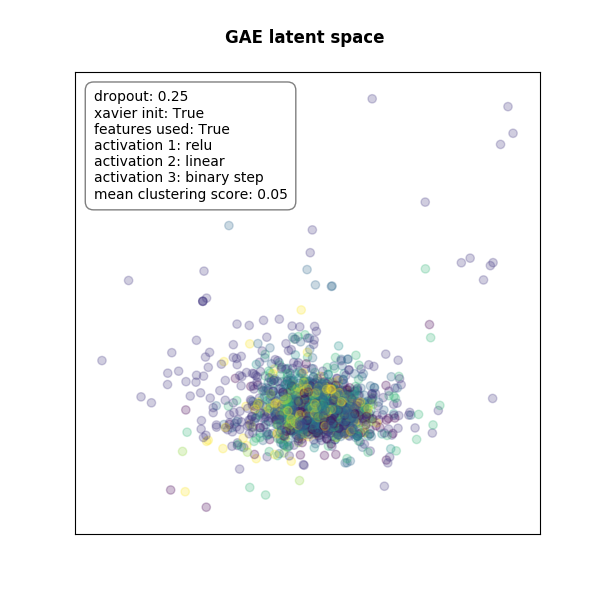 GAE latent space
dropout: 0.25
xavier init: True
features used: True
activation 1: relu
activation 2: linear
activation 3: binary step
mean clustering score: 0.05